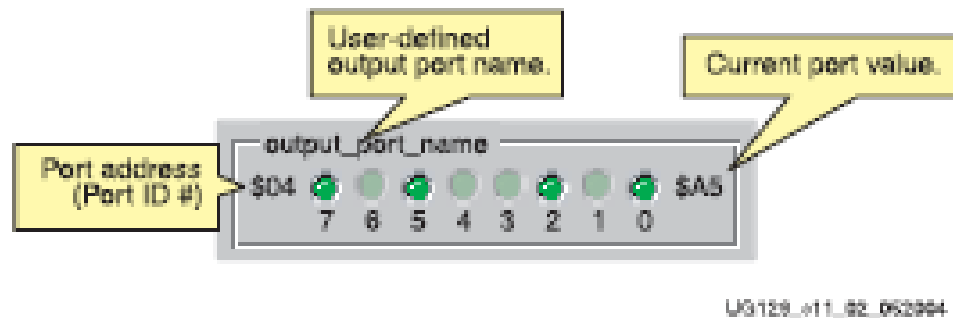 User-defined
output port name.
Current port value.
output_port_name
Port address
(Port ID #)
$04 $A5
7 6 5 4 3 2 1 0